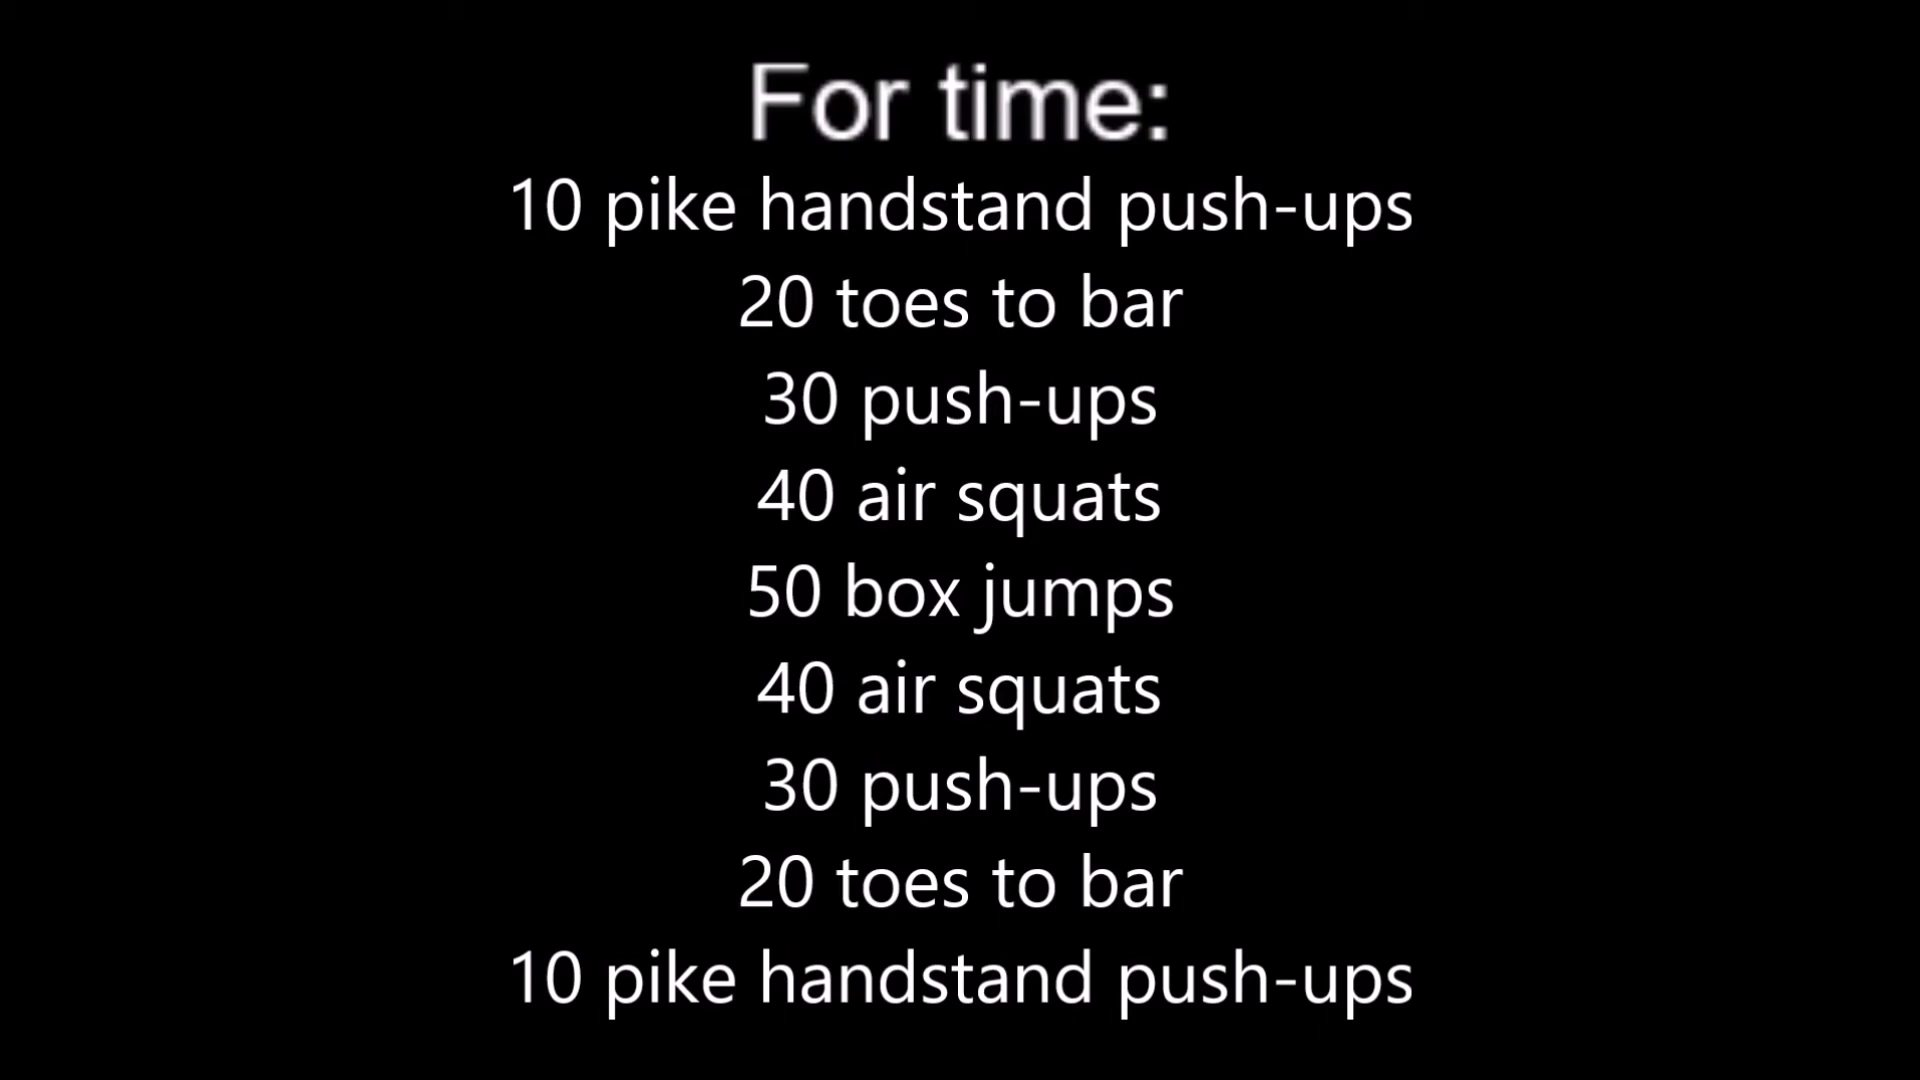 For time:
10 pike handstand push-ups
20 toes to bar
30 push-ups
40 air squats
50 box jumps
40 air squats
30 push-ups
20 toes to bar
10 pike handstand push-ups